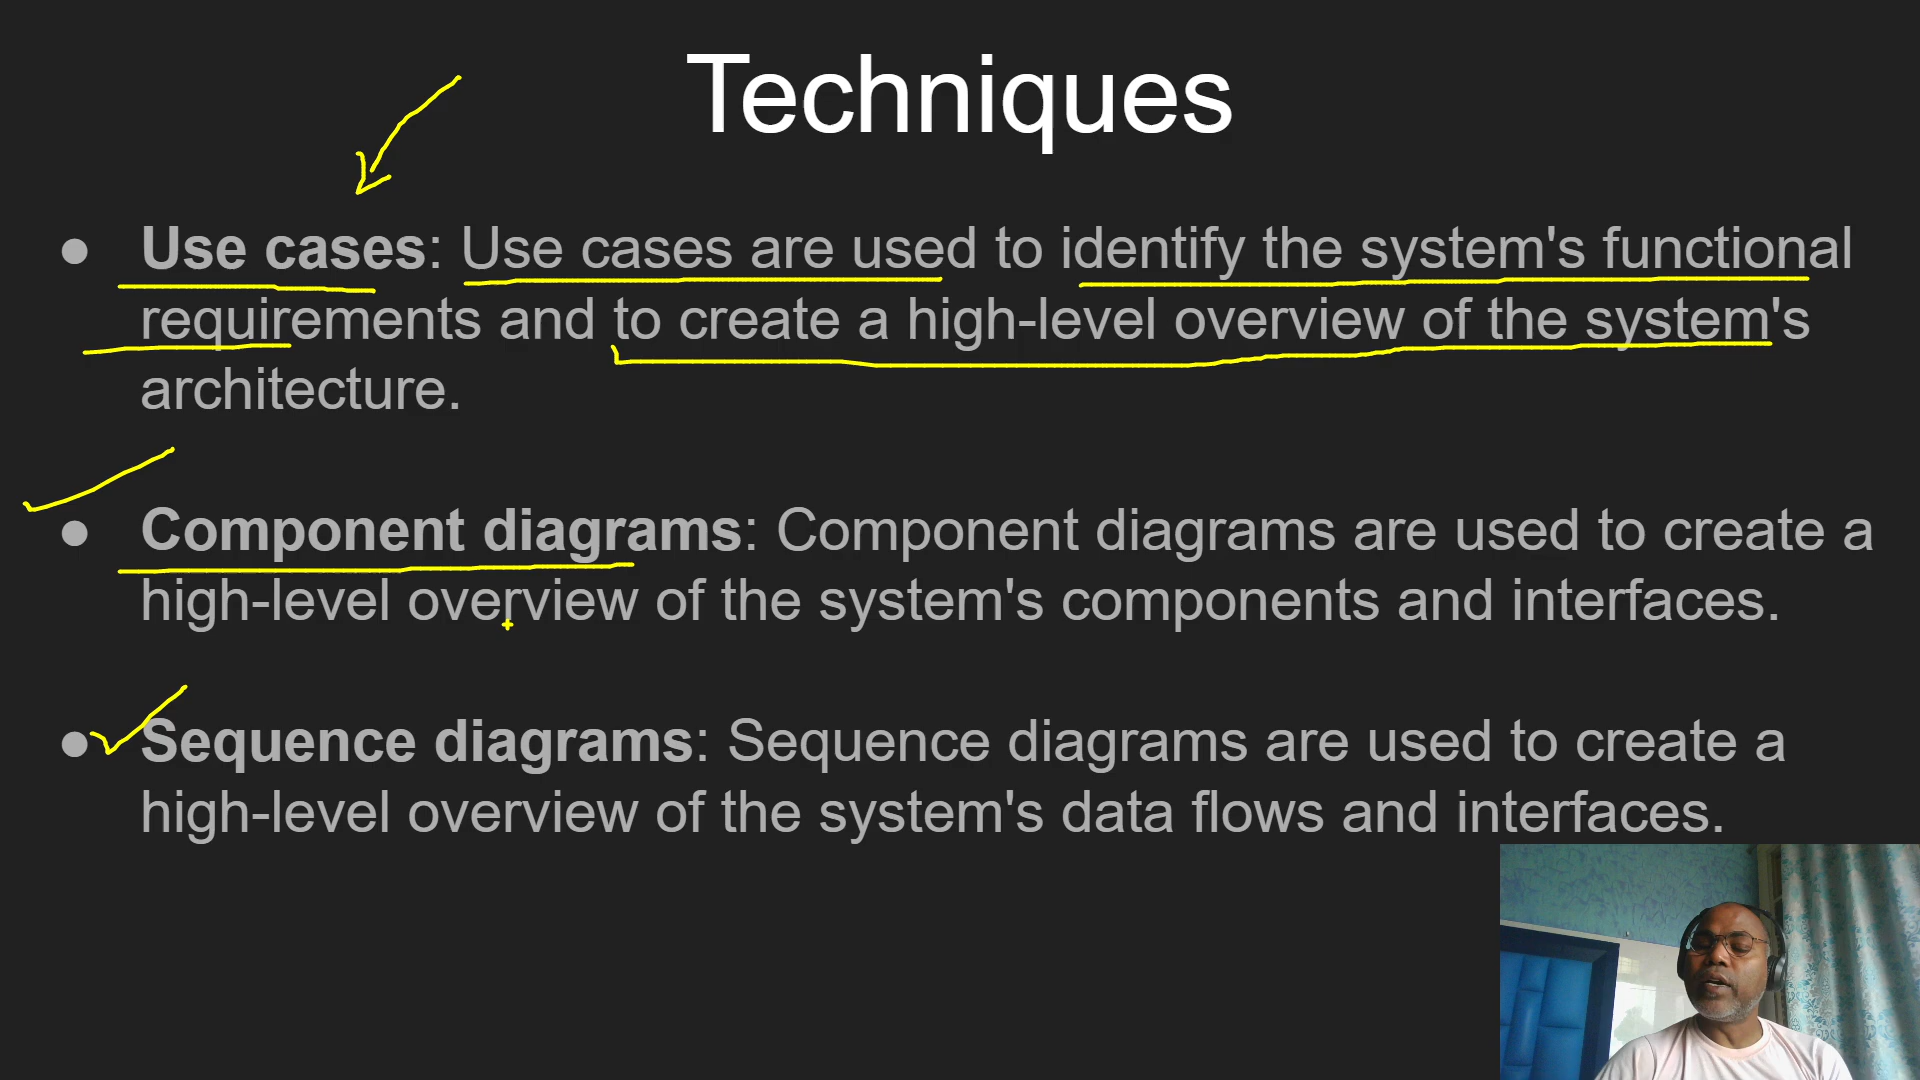 Techniques
● Use cases: Use cases are used to identify the system's functional
requirements and to create a high-level overview of the system's
architecture.
● Component diagrams: Component diagrams are used to create a
high-level overview of the system's components and interfaces.
● Sequence diagrams: Sequence diagrams are used to create a
high-level overview of the system's data flows and interfaces.